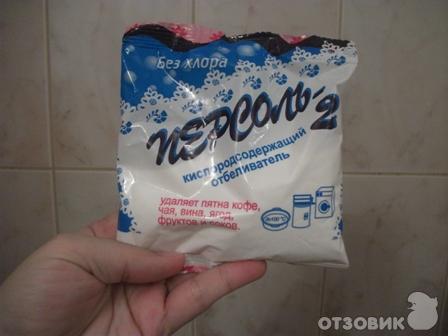 Без хлора
ПЕРСОЛЬ-2
кислородсодержащий
отбеливатель
удаляет пятна кофе,
чая, вина, ягод,
фруктов и соков.
ОТЗОВИК